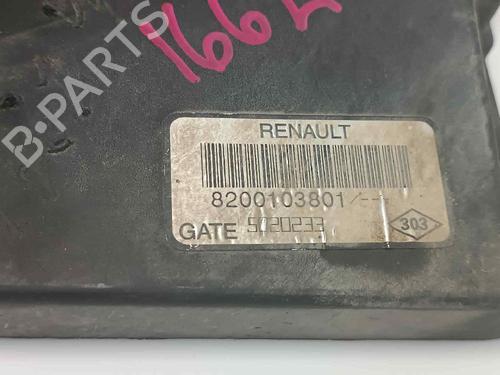 166
B-PARTS
RENAULT
8200103801/---
GATE 5020233
303